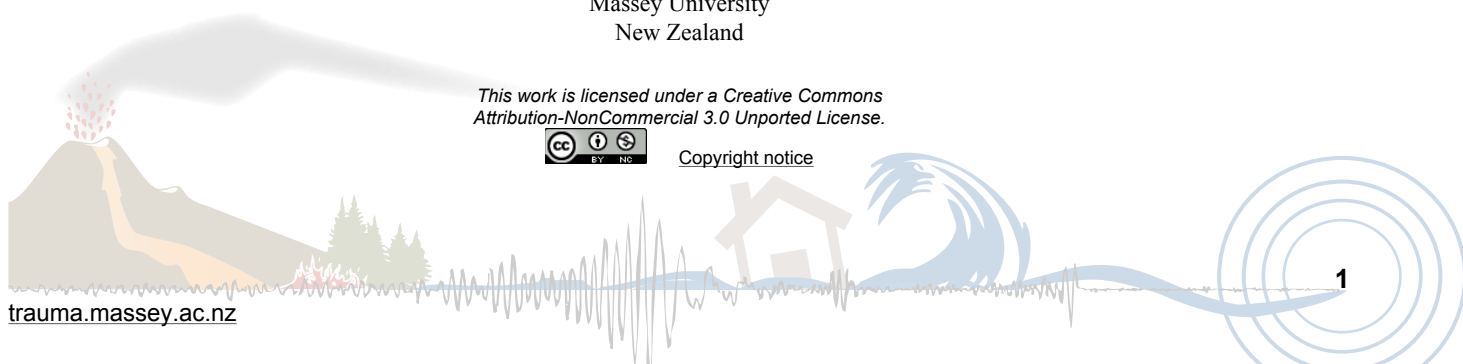 Massey University
New Zealand
This work is licensed under a Creative Commons
Attribution-NonCommercial 3.0 Unported License.
cc BY NC
Copyright notice
1
trauma.massey.ac.nz